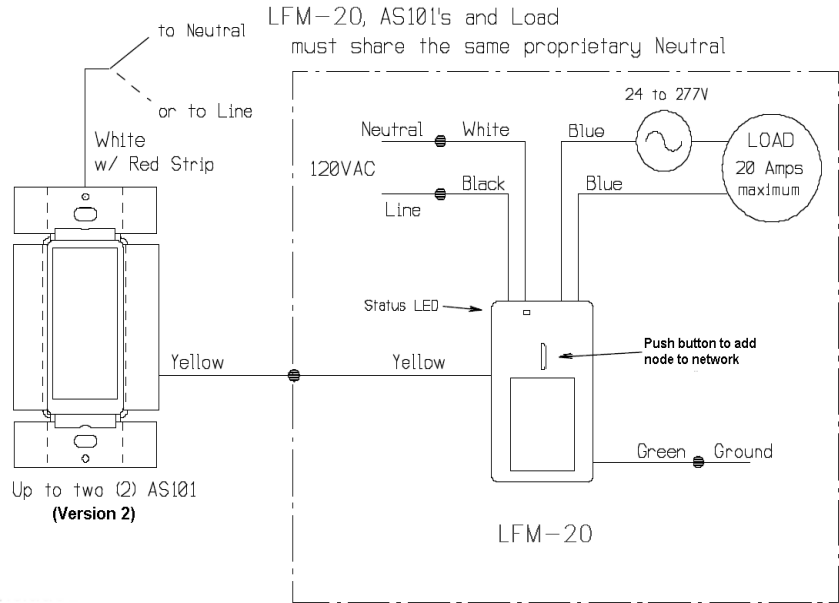 LFM-20, AS101's and Load
must share the same proprietary Neutral
to Neutral
or to Line
White
w/ Red Strip
24 to 277V
Neutral
White
Blue
LOAD
20 Amps
maximum
120VAC
Black
Blue
Line
Status LED
Push button to add
node to network
Yellow
Yellow
Green
Ground
Up to two (2) AS101
(Version 2)
LFM-20